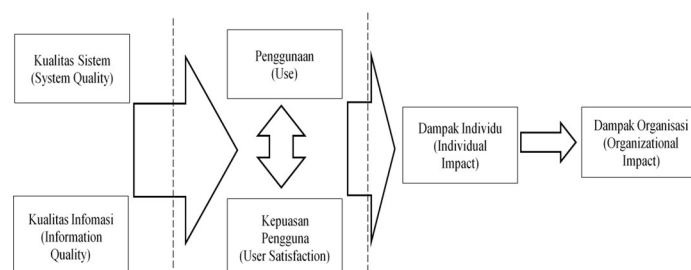 Kualitas Sistem
(System Quality)
Kualitas Infomasi
(Information
Quality)
Penggunaan
(Use)
Kepuasan
Pengguna
(User Satisfaction)
Dampak Individu
(Individual
Impact)
Dampak Organisasi
(Organizational
Impact)